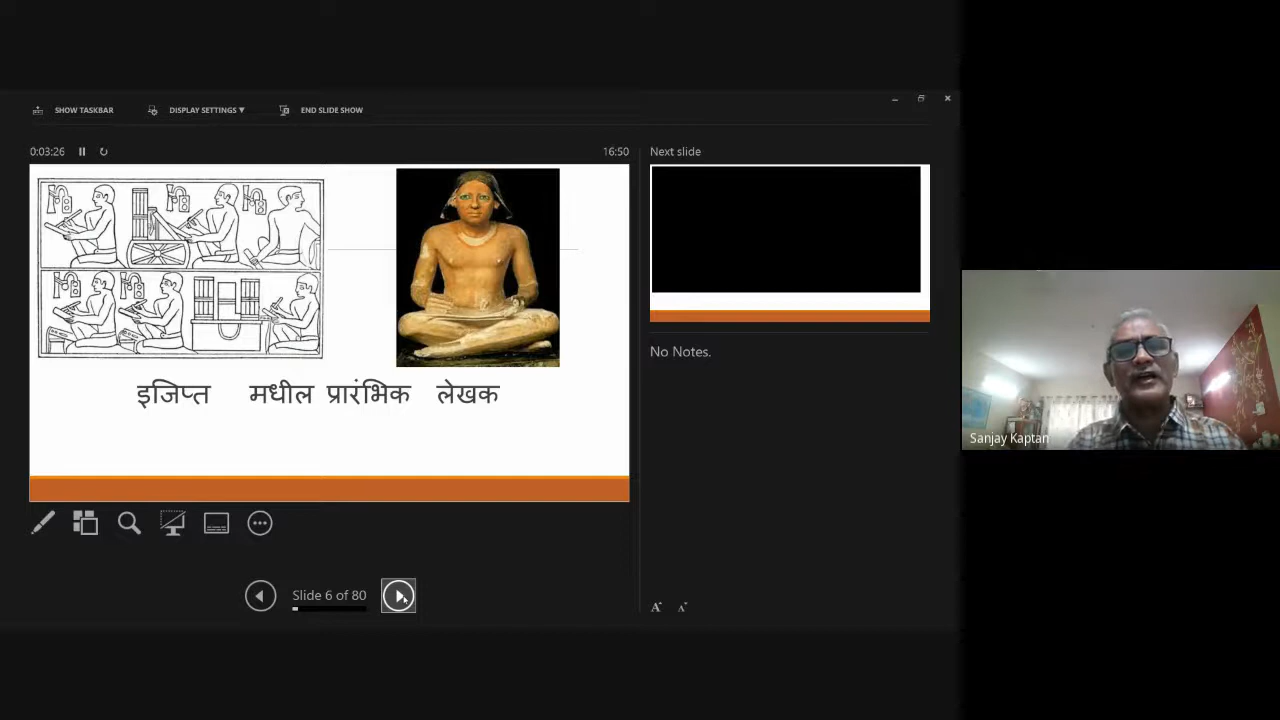 SHOW TASKBAR
DISPLAY SETTINGS ▼
END SLIDE SHOW
0:03:26
16:50
Next slide
इजिप्त मधील प्रारंभिक लेखक
No Notes.
Sanjay Kaptan
Slide 6 of 80
A A